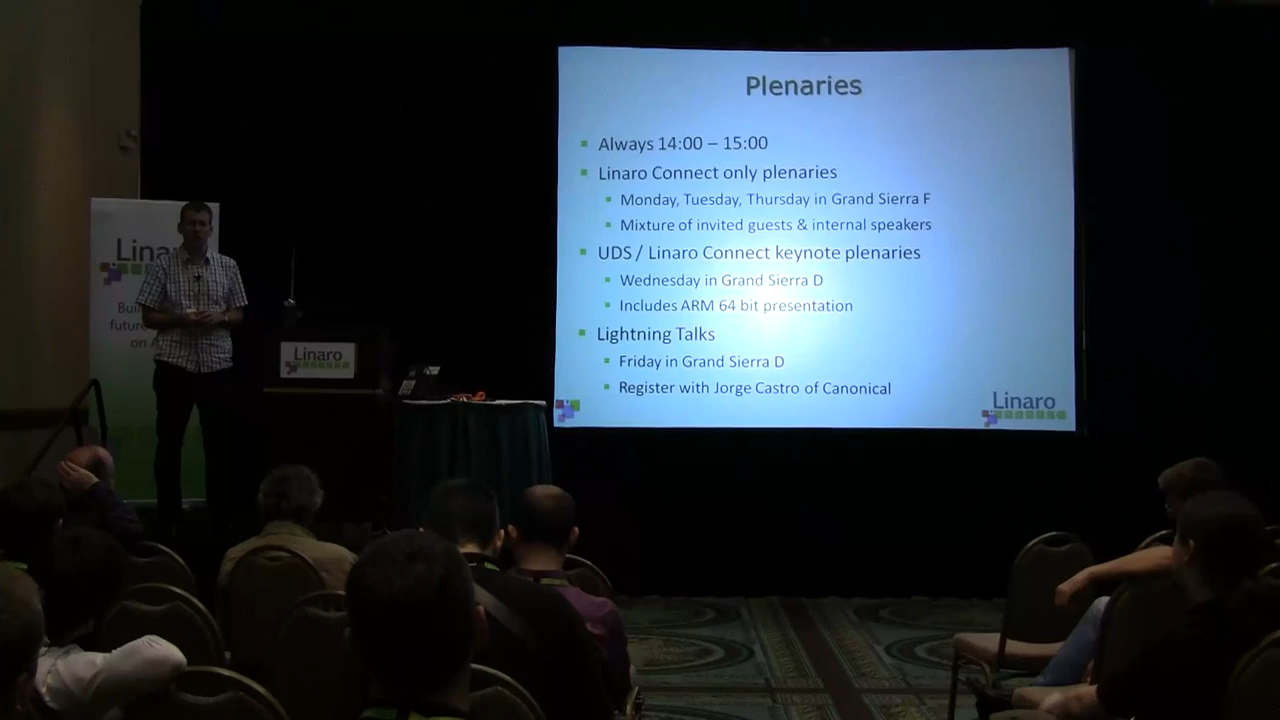 Plenaries
Always 14:00 – 15:00
Linaro Connect only plenaries
Monday, Tuesday, Thursday in Grand Sierra F
Mixture of invited guests & internal speakers
UDS / Linaro Connect keynote plenaries
Wednesday in Grand Sierra D
Includes ARM 64 bit presentation
Lightning Talks
Friday in Grand Sierra D
Register with Jorge Castro of Canonical
Linaro
Linaro
future
on